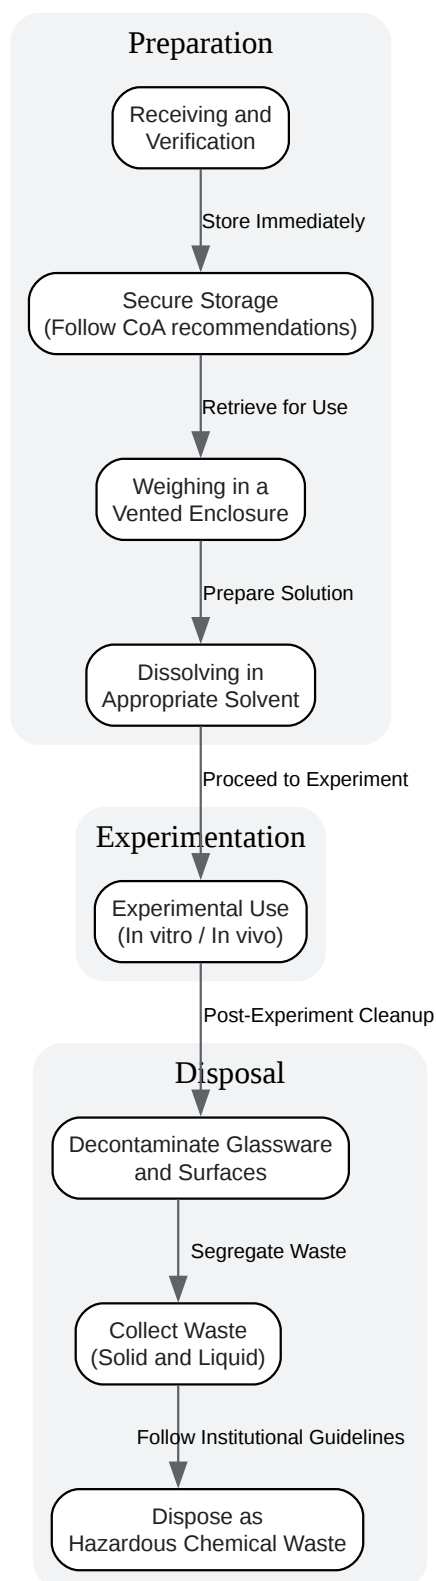 Preparation
Receiving and
Verification
Store Immediately
Secure Storage
(Follow CoA recommendations)
Retrieve for Use
Weighing in a
Vented Enclosure
Prepare Solution
Dissolving in
Appropriate Solvent
Proceed to Experiment
Experimentation
Experimental Use
(In vitro / In vivo)
Post-Experiment Cleanup
Disposal
Decontaminate Glassware
and Surfaces
Segregate Waste
Collect Waste
(Solid and Liquid)
Follow Institutional Guidelines
Dispose as
Hazardous Chemical Waste